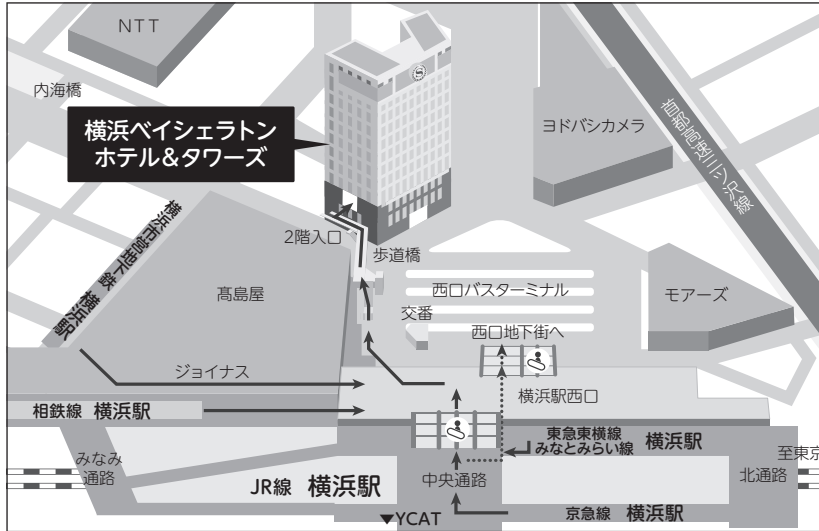 NTT
内海橋
横浜ベイシェラトン
ホテル&タワーズ
S
ヨドバシカメラ
首都高速三ツ沢線
2階入口
歩道橋
横浜市営地下鉄 横浜駅
髙島屋
西口バスターミナル
モアーズ
交番
西口地下街へ
ジョイナス
横浜駅西口
相鉄線 横浜駅
東急東横線
みなとみらい線 横浜駅
みなみ
通路
至東京
JR線 横浜駅
中央通路
北通路
京急線 横浜駅
▼YCAT